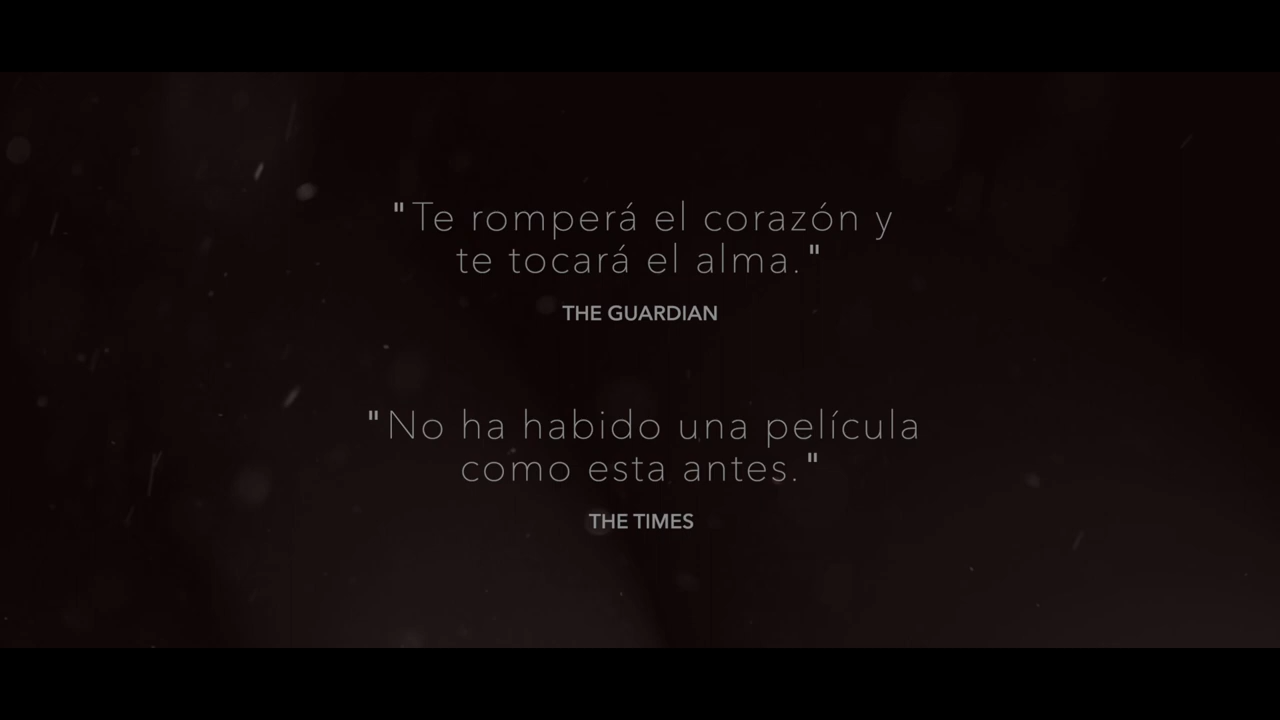 "Te romperá el corazón y
te tocará el alma."
THE GUARDIAN
"No ha habido una película
como esta antes."
THE TIMES